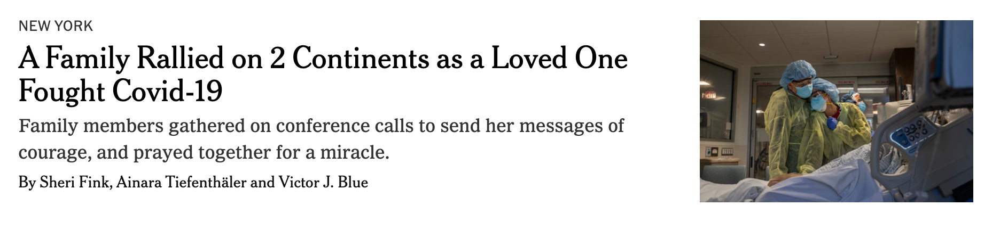 NEW YORK
A Family Rallied on 2 Continents as a Loved One
Fought Covid-19
Family members gathered on conference calls to send her messages of
courage, and prayed together for a miracle.
By Sheri Fink, Ainara Tiefenthäler and Victor J. Blue
EXIT